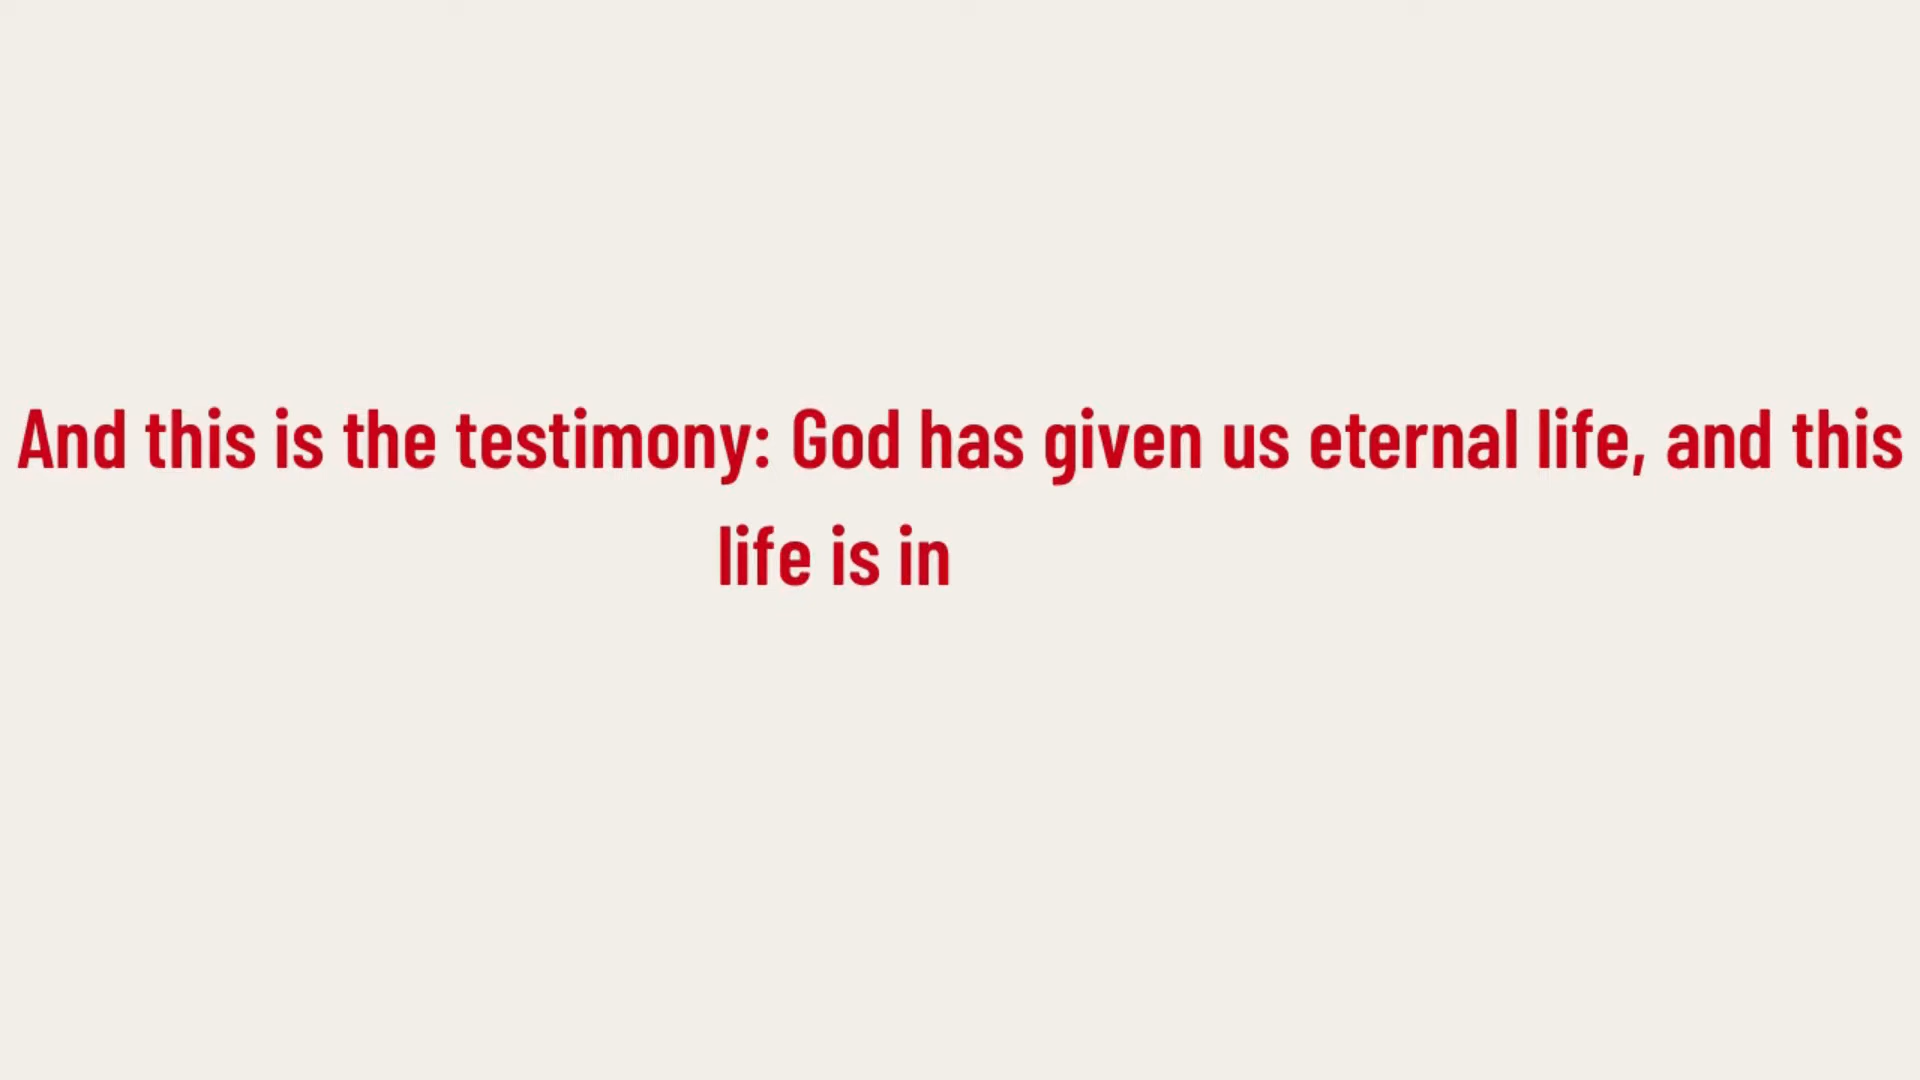 And this is the testimony: God has given us eternal life, and this
life is in